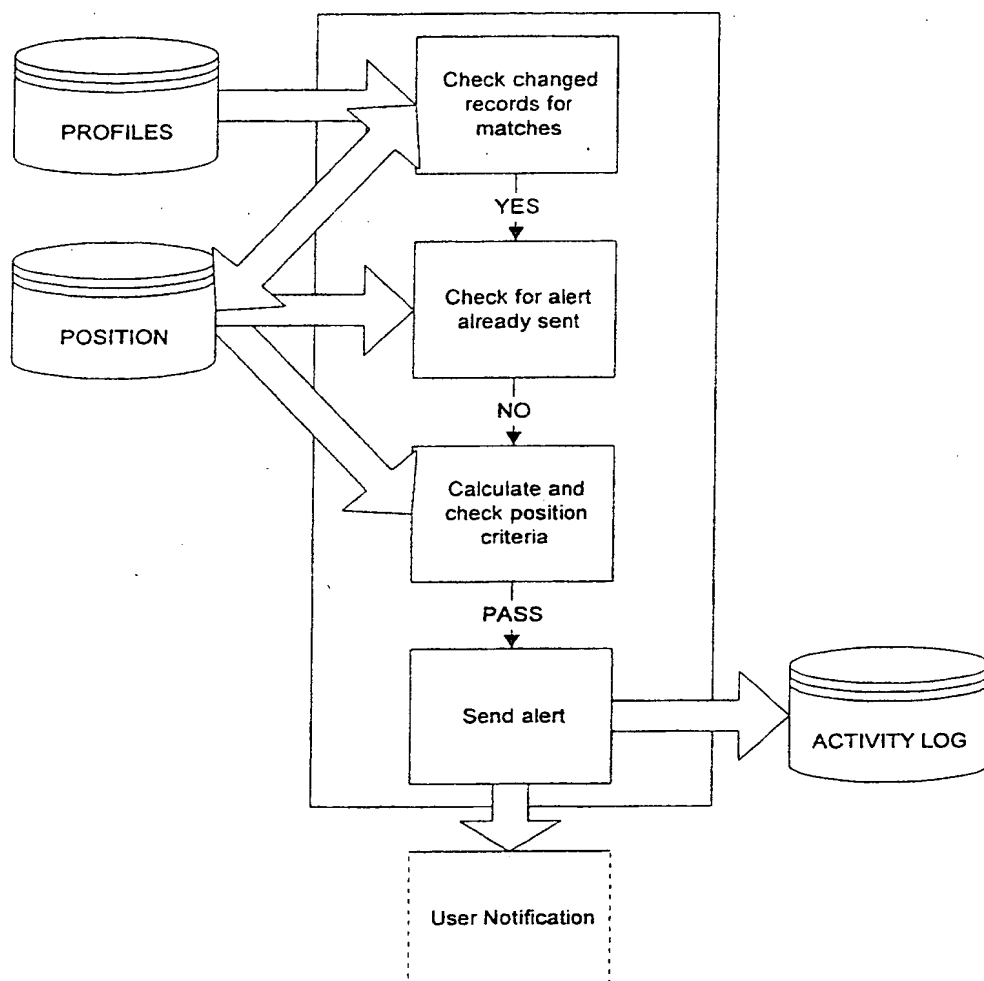 PROFILES
Check changed
records for
matches
YES
POSITION
Check for alert
already sent
NO
Calculate and
check position
criteria
PASS
Send alert
ACTIVITY LOG
User Notification